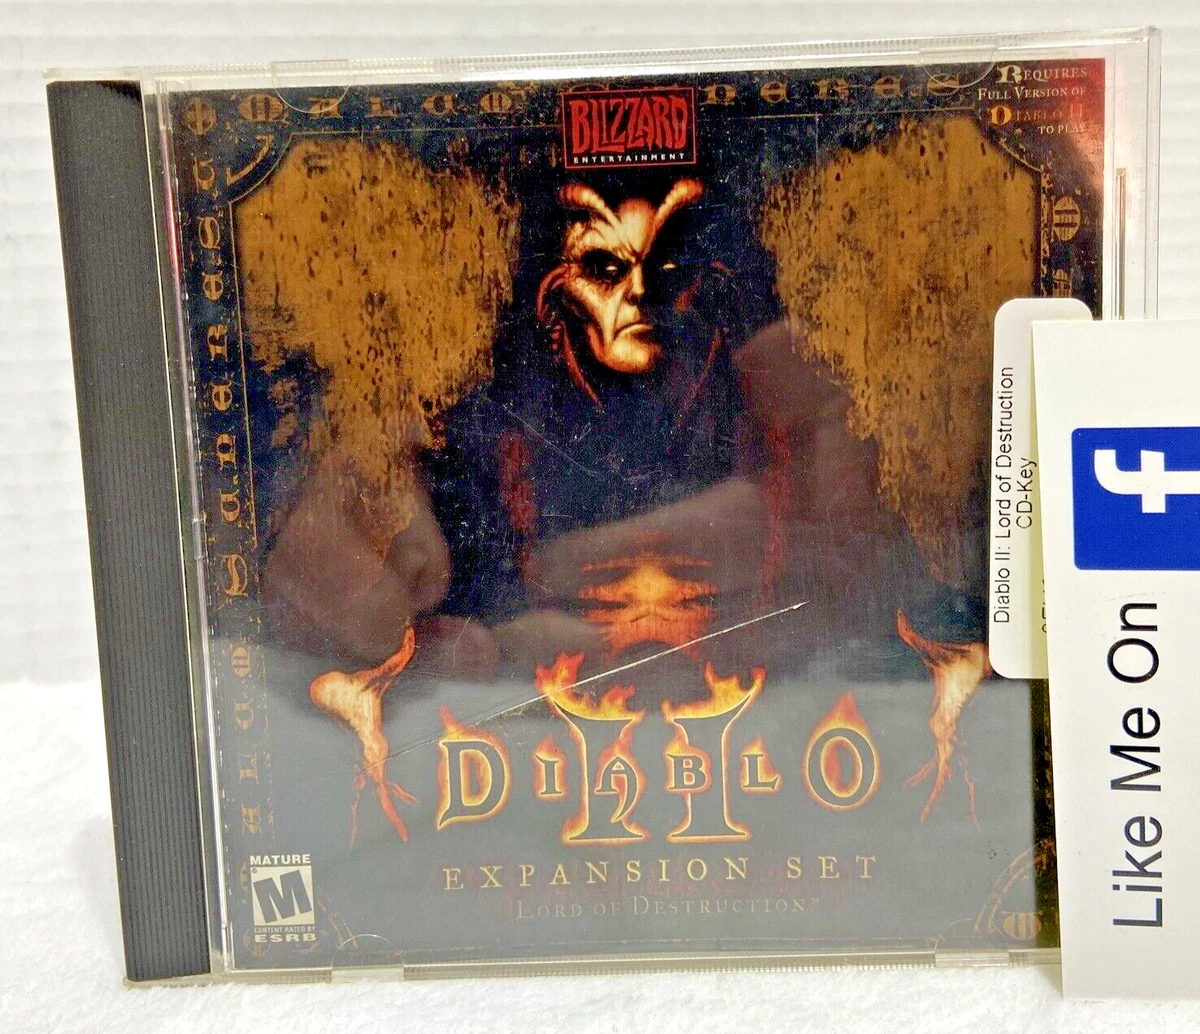 BLIZZARD
ENTERTAINMENT
REQUIRES
FULL VERSION OF
DIABLO II
TO PLAY
DIABLO II
EXPANSION SET
LORD OF DESTRUCTION™
MATURE
M
CONTENT RATED BY
ESRB
Diablo II: Lord of Destruction
CD-Key
f
Like Me On